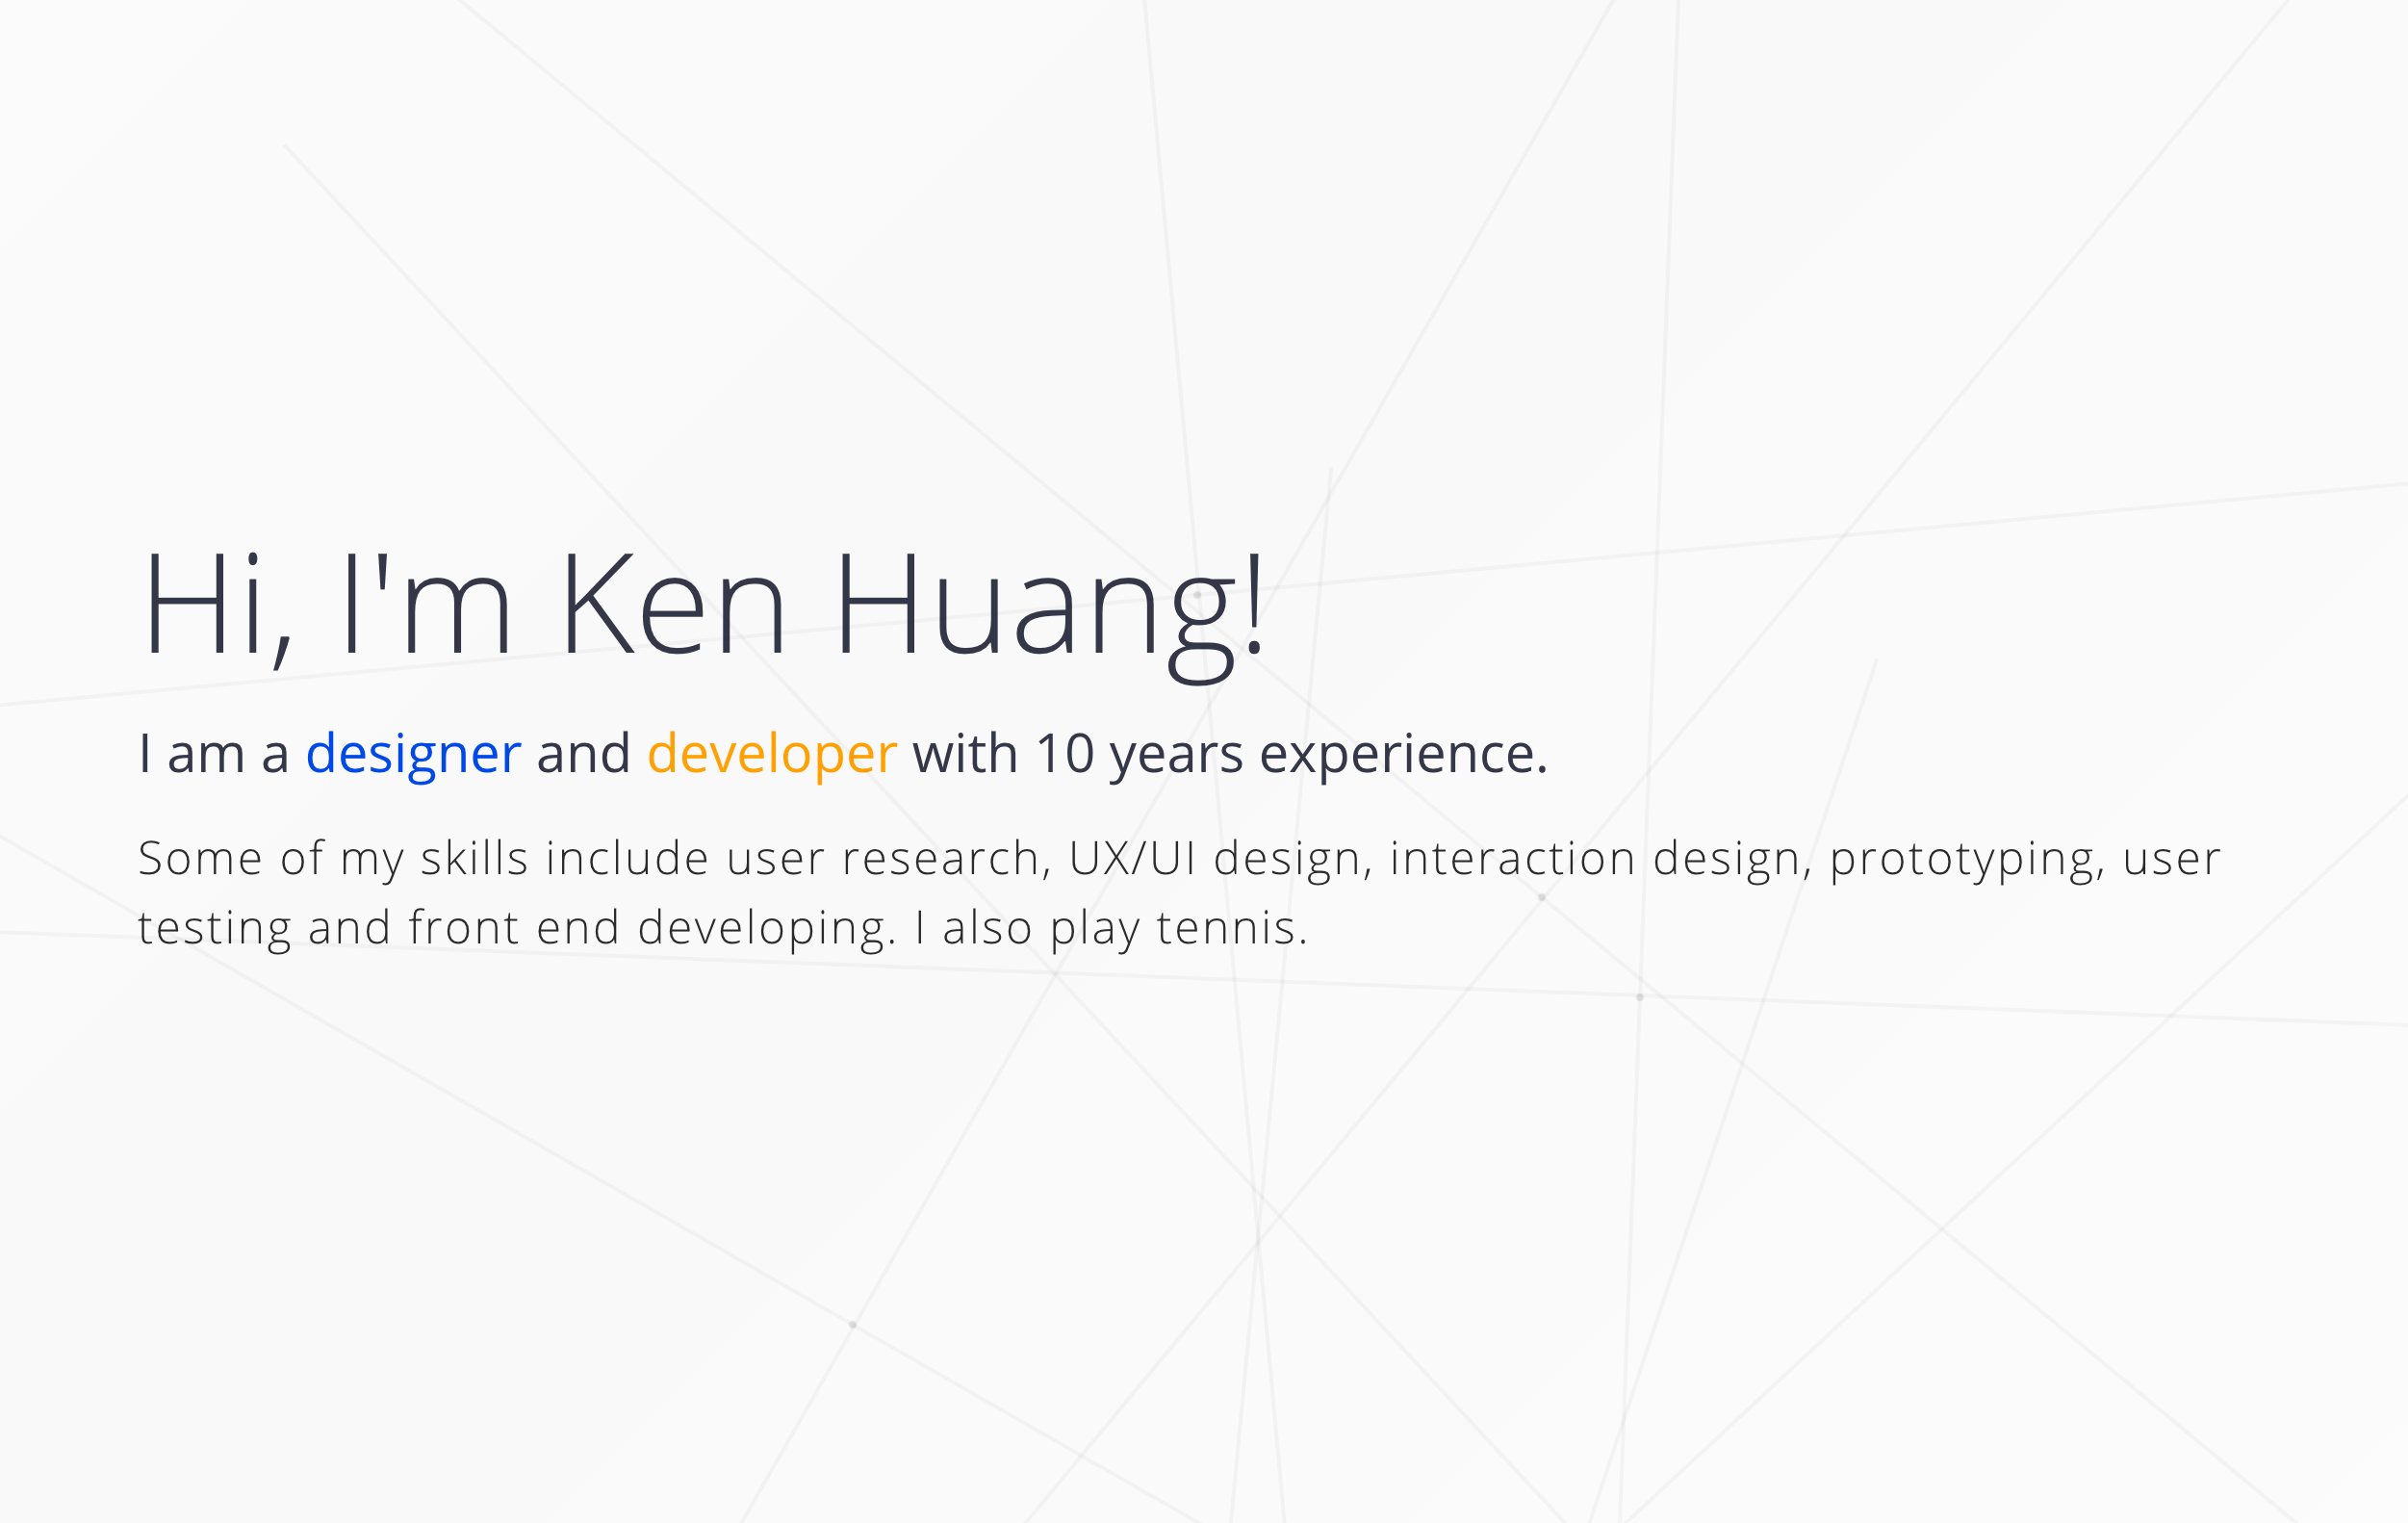 Hi, I'm Ken Huang!
I am a designer and developer with 10 years experience.
Some of my skills include user research, UX/UI design, interaction design, prototyping, user
testing and front end developing. I also play tennis.